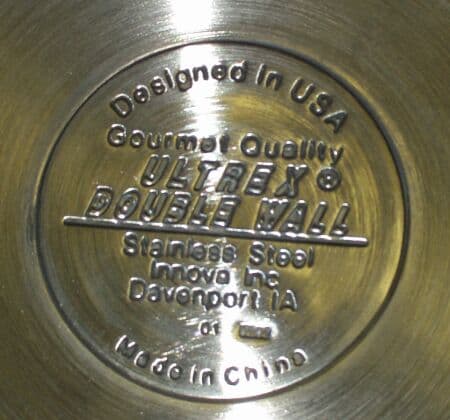 Designed In USA
Gourmet Quality
ULTREX ®
DOUBLE WALL
Stainless Steel
Innova Inc
Davenport IA
01
Made In China